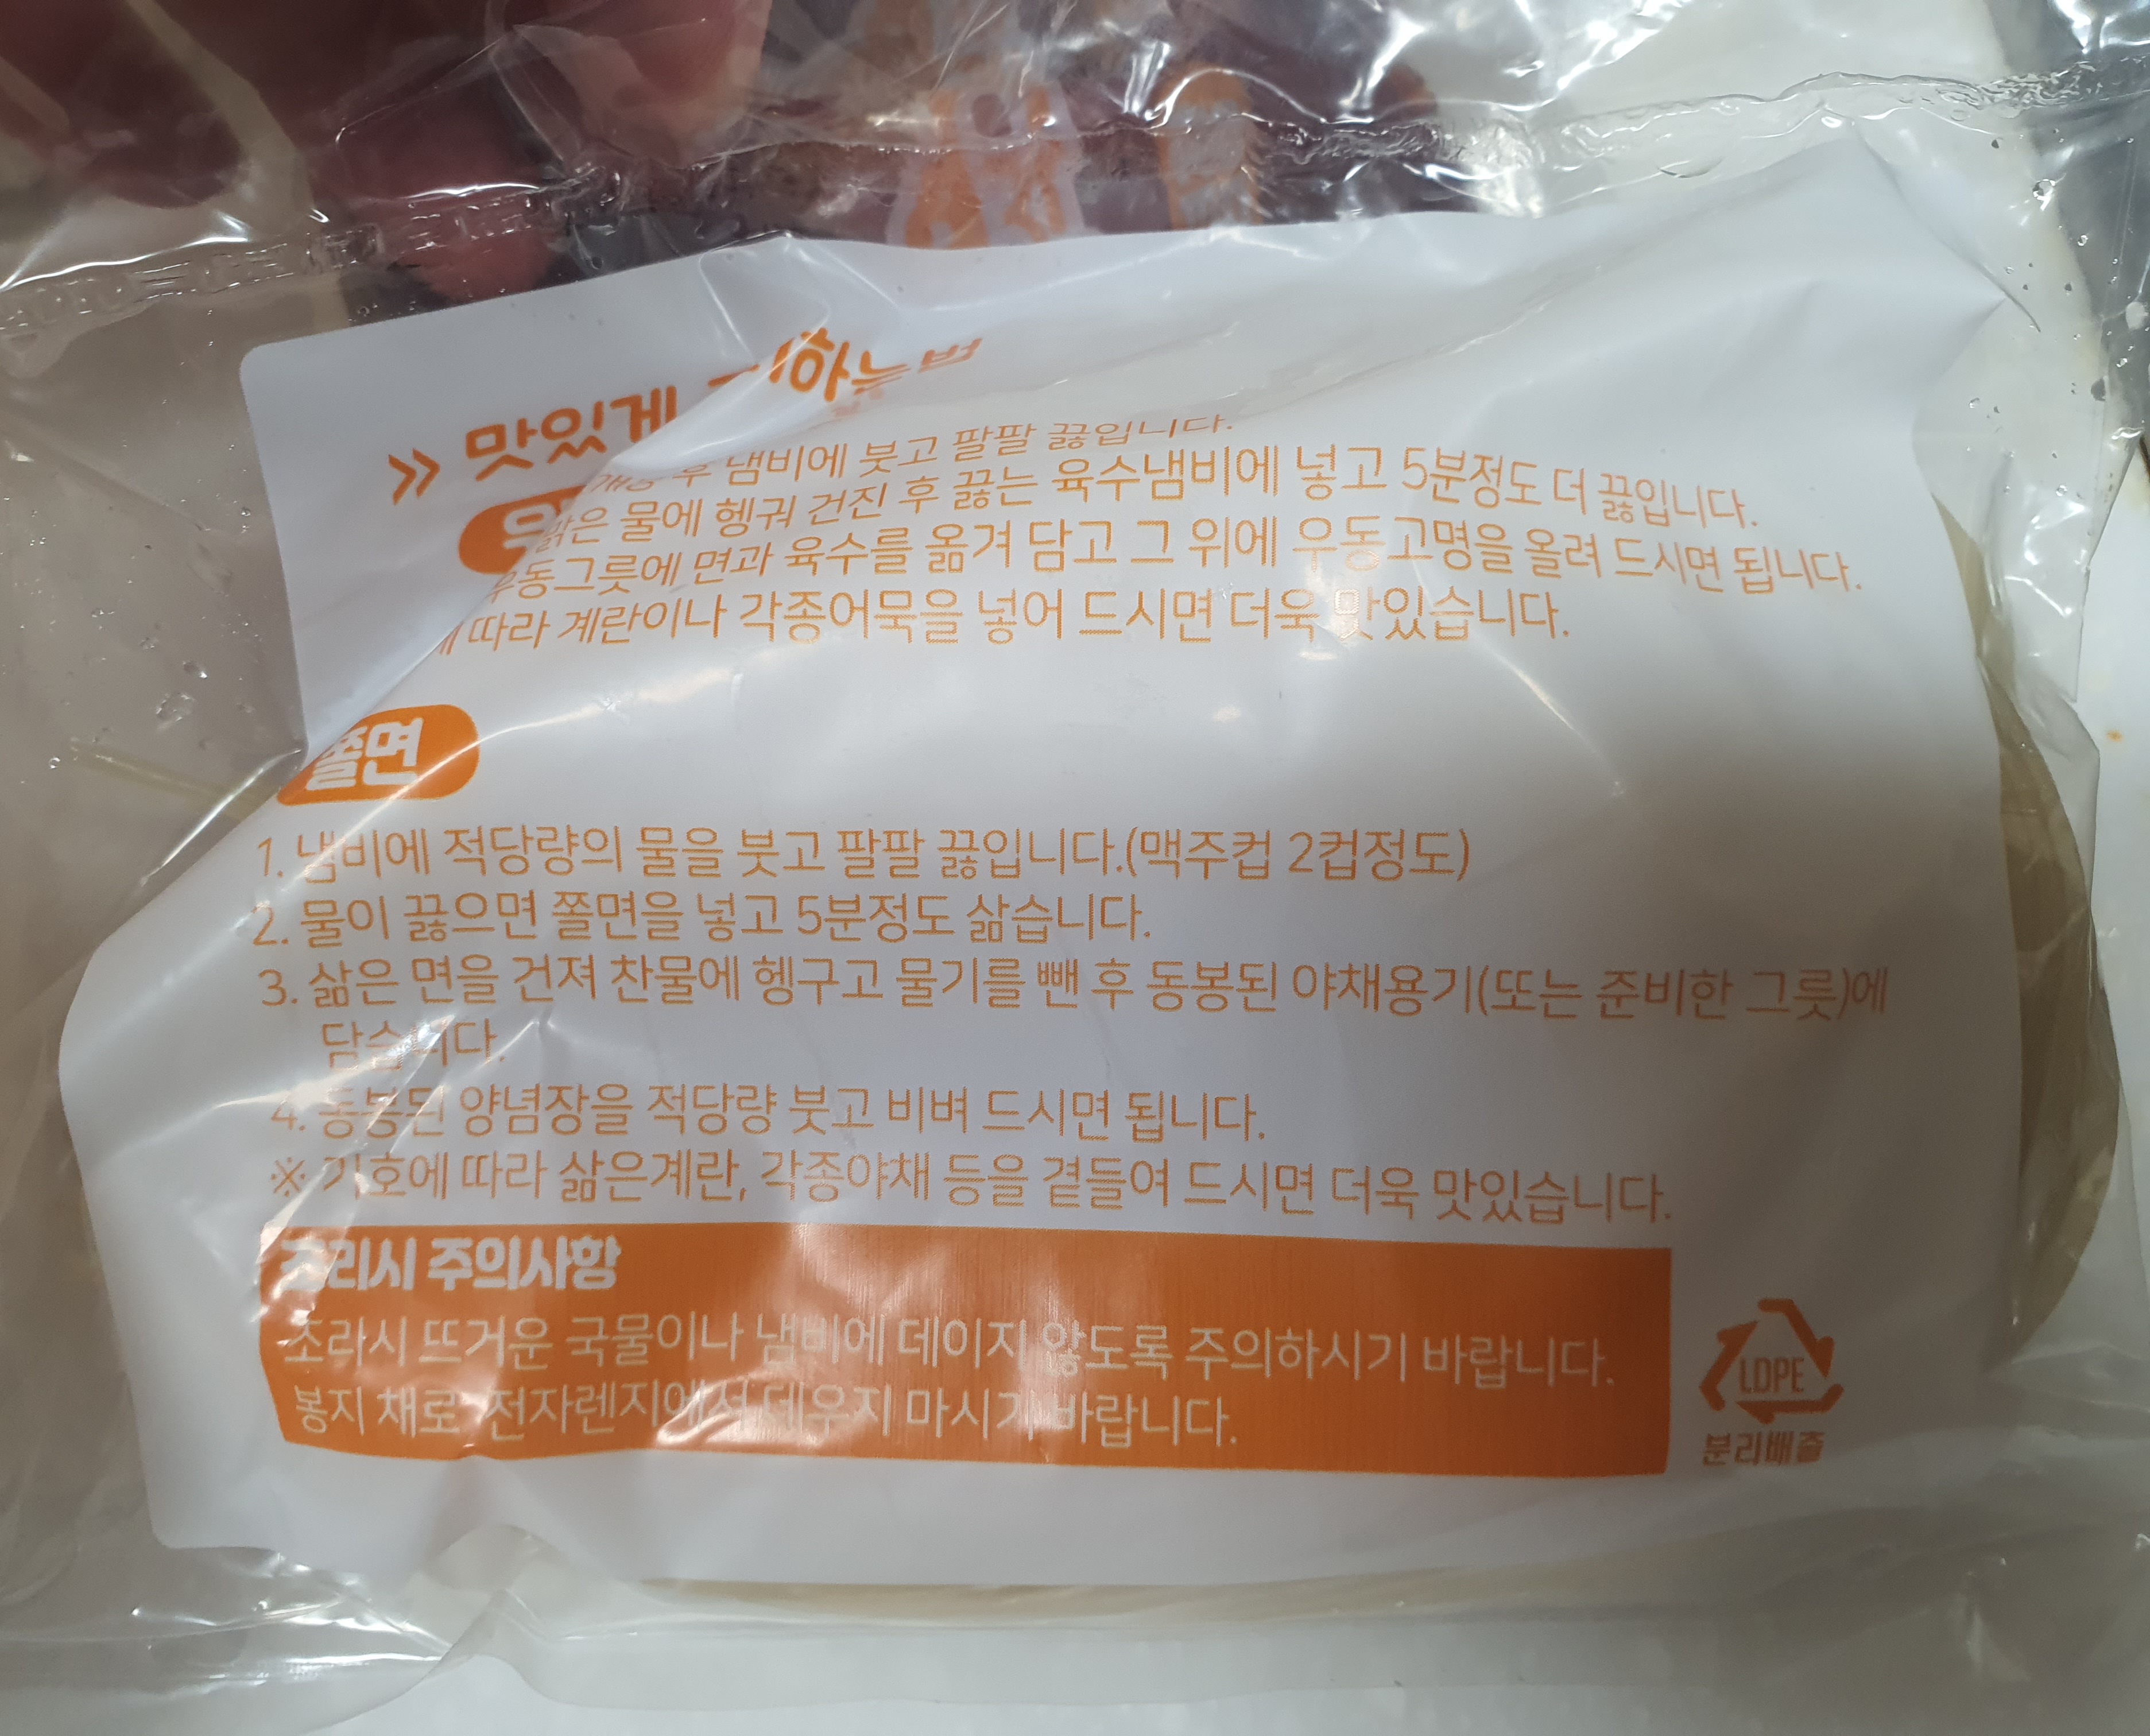 » 맛있게
후 냄비에 붓고 팔팔 끓입니다.
맑은 물에 헹궈 건진 후 끓는 육수냄비에 넣고 5분정도 더 끓입니다.
우동그릇에 면과 육수를 옮겨 담고 그 위에 우동고명을 올려 드시면 됩니다.
따라 계란이나 각종어묵을 넣어 드시면 더욱 맛있습니다.
쫄면
1. 냄비에 적당량의 물을 붓고 팔팔 끓입니다.(맥주컵 2컵정도)
2. 물이 끓으면 쫄면을 넣고 5분정도 삶습니다.
3. 삶은 면을 건져 찬물에 헹구고 물기를 뺀 후 동봉된 야채용기(또는 준비한 그릇)에
담습니다.
4. 동봉된 양념장을 적당량 붓고 비벼 드시면 됩니다.
※ 기호에 따라 삶은계란, 각종야채 등을 곁들여 드시면 더욱 맛있습니다.
조리시 주의사항
조라시 뜨거운 국물이나 냄비에 데이지 않도록 주의하시기 바랍니다.
봉지 채로 전자렌지에서 데우지 마시기 바랍니다.
LDPE
분리배출